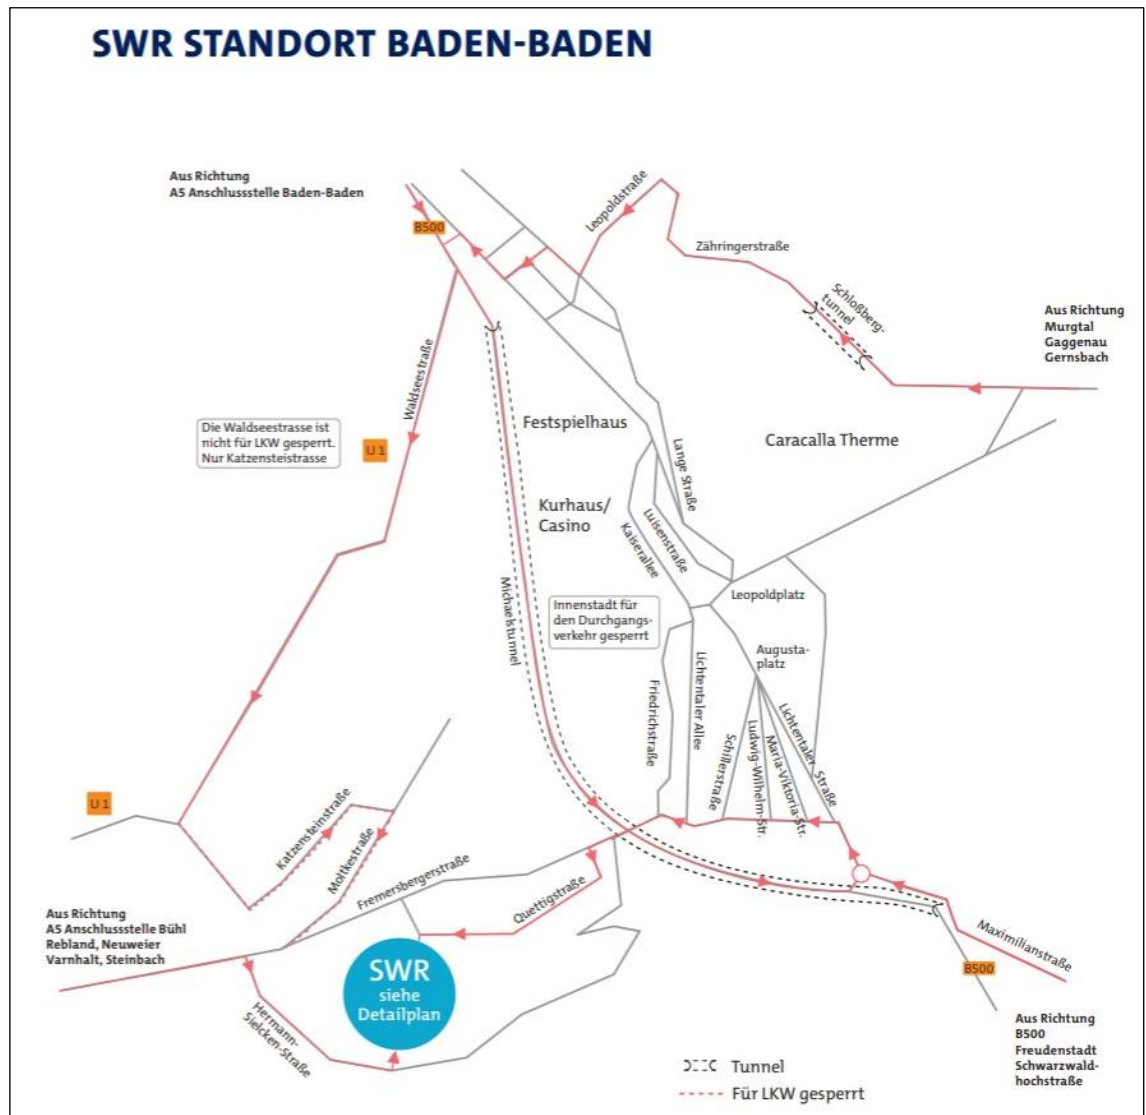 SWR STANDORT BADEN-BADEN
Aus Richtung
A5 Anschlussstelle Baden-Baden
B500
Leopoldstraße
Zähringerstraße
Schloßberg-
tunnel
Aus Richtung
Murgtal
Gaggenau
Gernsbach
Waldseestraße
Die Waldseestrasse ist
nicht für LKW gesperrt.
Nur Katzensteistrasse
U 1
Festspielhaus
Caracalla Therme
Lange Straße
Kurhaus/
Casino
Luisenstraße
Kaiserallee
Michaelstunnel
Innenstadt für
den Durchgangs-
verkehr gesperrt
Leopoldplatz
Augusta-
platz
Friedrichstraße
Lichtentaler Allee
Schillerstraße
Ludwig-Wilhelm-Str.
Maria-Viktoria-Str.
Lichtentaler Straße
U 1
Katzensteinstraße
Moltkestraße
Fremersbergerstraße
Quettigstraße
Aus Richtung
A5 Anschlussstelle Bühl
Rebland, Neuweier
Varnhalt, Steinbach
SWR
siehe
Detailplan
Hermann-
Sielcken-Straße
Maximilianstraße
B500
Aus Richtung
B500
Freudenstadt
Schwarzwald-
hochstraße
Tunnel
Für LKW gesperrt